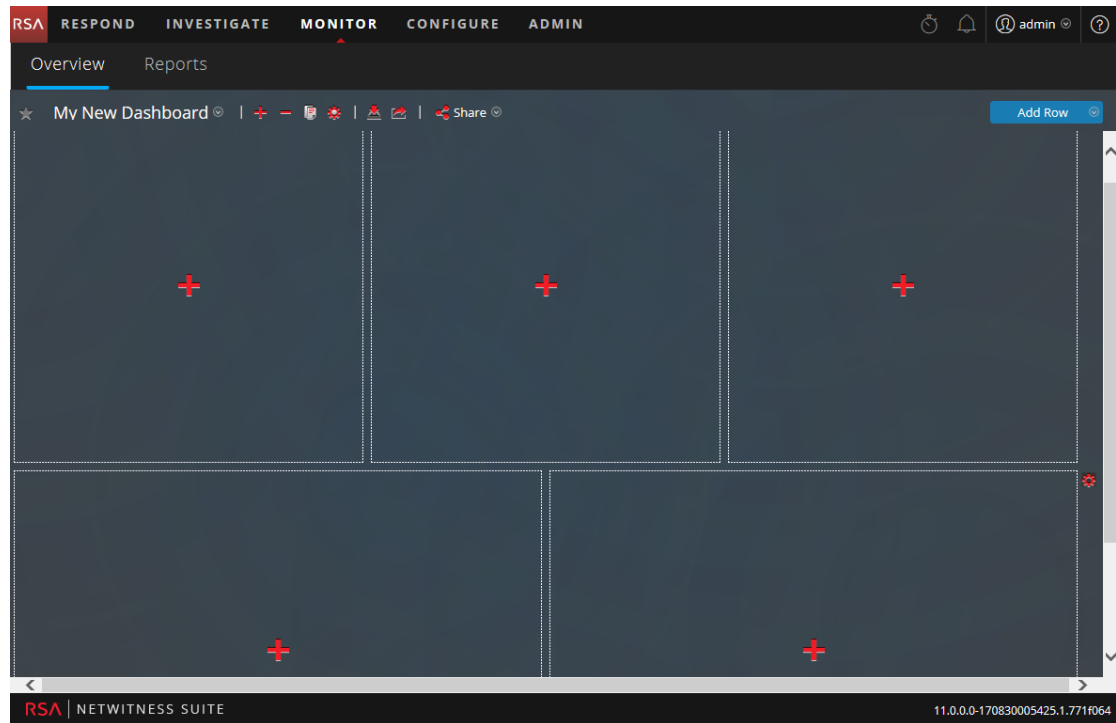 RSA RESPOND INVESTIGATE MONITOR CONFIGURE ADMIN admin ?
Overview Reports
My New Dashboard Share Add Row
RSA NETWITNESS SUITE 11.0.0.0-170830005425.1.771f064